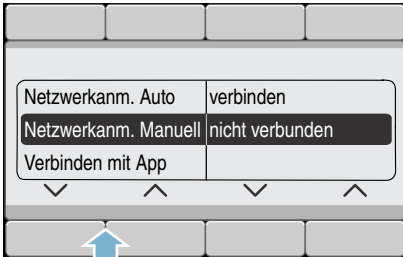 Netzwerkanm. Auto verbinden
Netzwerkanm. Manuell nicht verbunden
Verbinden mit App